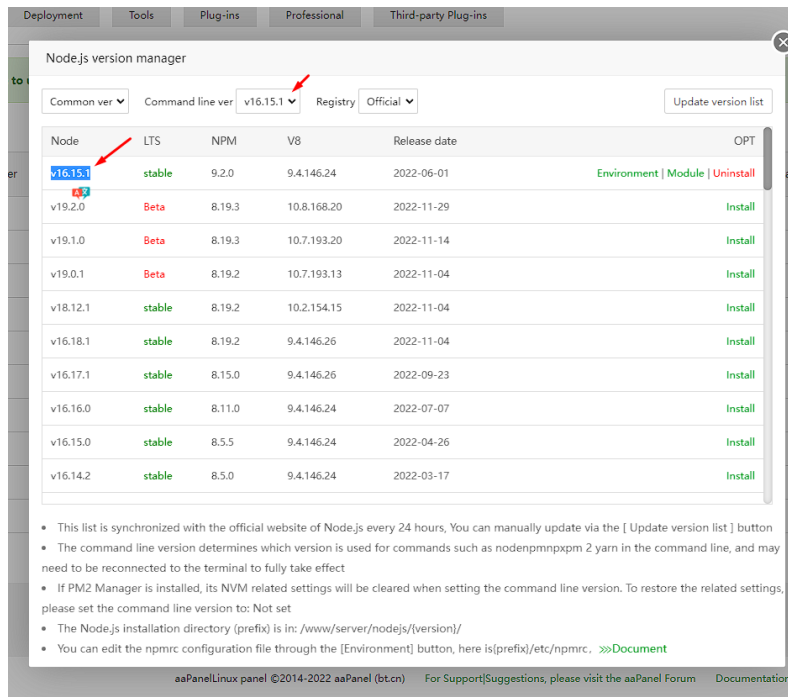 Deployment Tools Plug-ins Professional Third-party Plug-ins
Node.js version manager
to u
Common ver Command line ver v16.15.1 Registry Official Update version list
Node LTS NPM V8 Release date OPT
er v16.15.1 stable 9.2.0 9.4.146.24 2022-06-01 Environment | Module | Uninstall
v19.2.0 Beta 8.19.3 10.8.168.20 2022-11-29 Install
v19.1.0 Beta 8.19.3 10.7.193.20 2022-11-14 Install
v19.0.1 Beta 8.19.2 10.7.193.13 2022-11-04 Install
v18.12.1 stable 8.19.2 10.2.154.15 2022-11-04 Install
v16.18.1 stable 8.19.2 9.4.146.26 2022-11-04 Install
v16.17.1 stable 8.15.0 9.4.146.26 2022-09-23 Install
v16.16.0 stable 8.11.0 9.4.146.24 2022-07-07 Install
v16.15.0 stable 8.5.5 9.4.146.24 2022-04-26 Install
v16.14.2 stable 8.5.0 9.4.146.24 2022-03-17 Install
• This list is synchronized with the official website of Node.js every 24 hours, You can manually update via the [ Update version list ] button
• The command line version determines which version is used for commands such as nodenpmnpxpm 2 yarn in the command line, and may
need to be reconnected to the terminal to fully take effect
• If PM2 Manager is installed, its NVM related settings will be cleared when setting the command line version. To restore the related settings,
please set the command line version to: Not set
• The Node.js installation directory (prefix) is in: /www/server/nodejs/{version}/
• You can edit the npmrc configuration file through the [Environment] button, here is{prefix}/etc/npmrc. >>>Document
aaPanelLinux panel ©2014-2022 aaPanel (bt.cn) For Support|Suggestions, please visit the aaPanel Forum Documentation